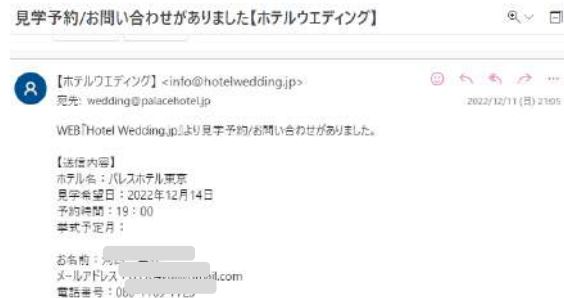 見学予約/お問い合わせがありました【ホテルウエディング】
【ホテルウエディング】 <info@hotelwedding.jp>
宛先: wedding@palacehotel.jp
2022/12/11 (日) 21:05
WEB『Hotel Wedding.jp』より見学予約/お問い合わせがありました。
【送信内容】
ホテル名：パレスホテル東京
見学希望日：2022年12月14日
予約時間：19：00
挙式予定月：
お名前：
メールアドレス：
電話番号：